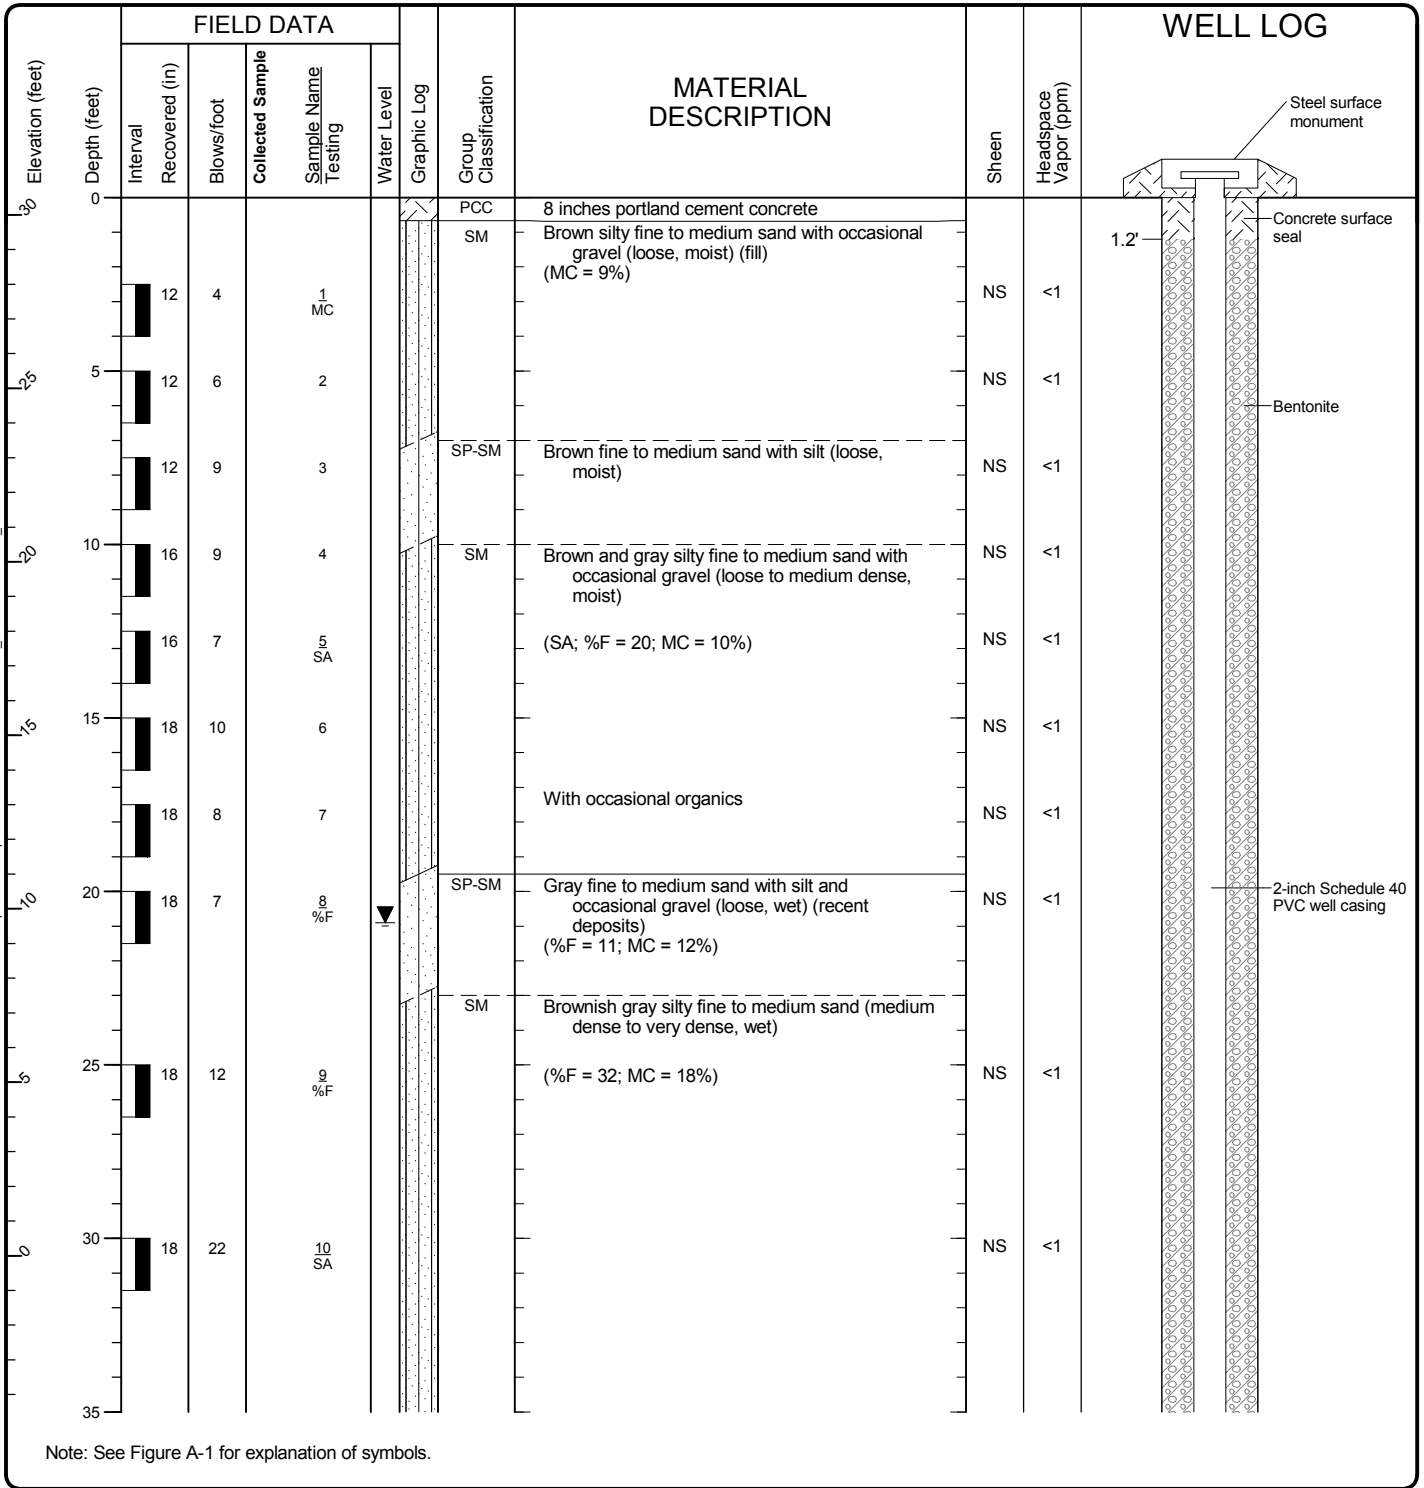 FIELD DATA
WELL LOG
Elevation (feet)
Depth (feet)
Interval
Recovered (in)
Blows/foot
Collected Sample
Sample Name
Testing
Water Level
Graphic Log
Group
Classification
MATERIAL
DESCRIPTION
Sheen
Headspace
Vapor (ppm)
Steel surface
monument
0
30
PCC
8 inches portland cement concrete
Concrete surface
seal
SM
Brown silty fine to medium sand with occasional
gravel (loose, moist) (fill)
(MC = 9%)
1.2'
12
4
1
MC
NS
<1
5
25
12
6
2
NS
<1
Bentonite
SP-SM
Brown fine to medium sand with silt (loose,
moist)
12
9
3
NS
<1
10
20
16
9
4
SM
Brown and gray silty fine to medium sand with
occasional gravel (loose to medium dense,
moist)
NS
<1
16
7
5
SA
(SA; %F = 20; MC = 10%)
NS
<1
15
15
18
10
6
NS
<1
With occasional organics
18
8
7
NS
<1
20
10
18
7
8
%F
SP-SM
Gray fine to medium sand with silt and
occasional gravel (loose, wet) (recent
deposits)
(%F = 11; MC = 12%)
NS
<1
2-inch Schedule 40
PVC well casing
SM
Brownish gray silty fine to medium sand (medium
dense to very dense, wet)
25
5
18
12
9
%F
(%F = 32; MC = 18%)
NS
<1
30
0
18
22
10
SA
NS
<1
35
Note: See Figure A-1 for explanation of symbols.